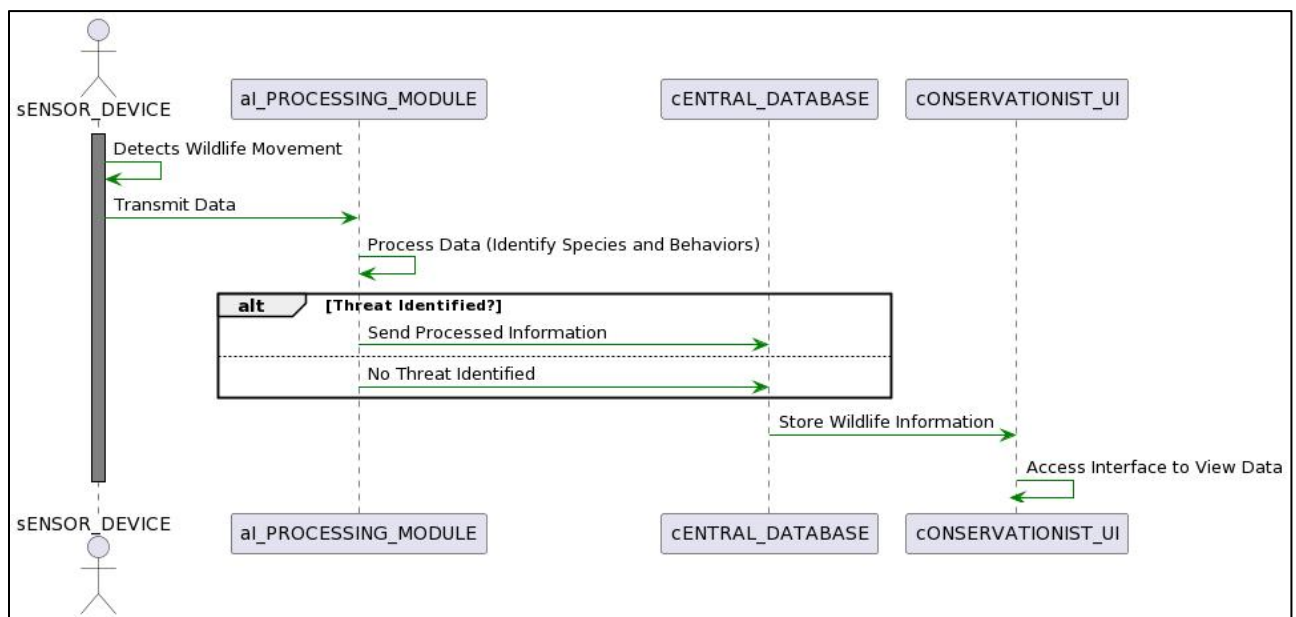 sENSOR_DEVICE
aI_PROCESSING_MODULE
cENTRAL_DATABASE
cONSERVATIONIST_UI
Detects Wildlife Movement
Transmit Data
Process Data (Identify Species and Behaviors)
alt
[Threat Identified?]
Send Processed Information
No Threat Identified
Store Wildlife Information
Access Interface to View Data
sENSOR_DEVICE
aI_PROCESSING_MODULE
cENTRAL_DATABASE
cONSERVATIONIST_UI